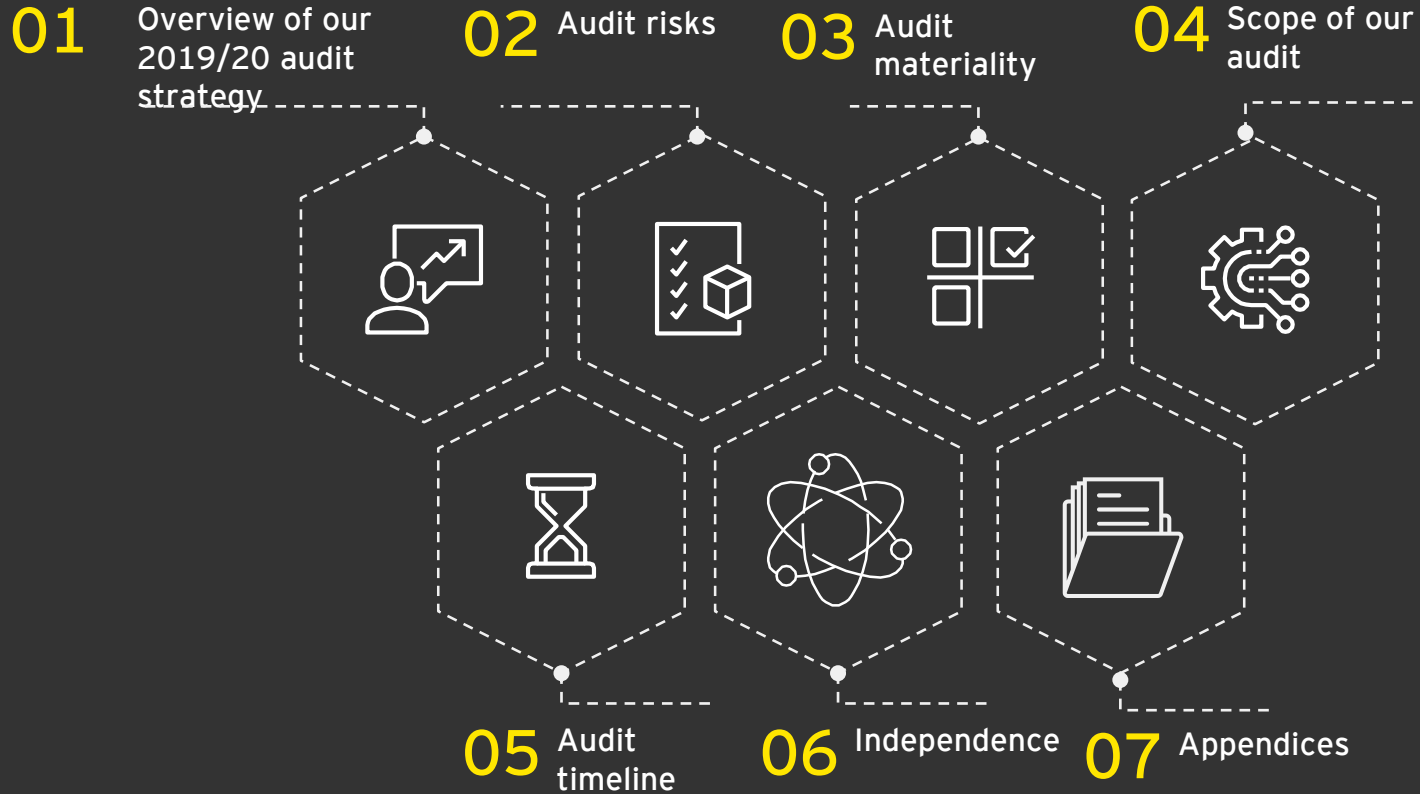 01
Overview of our
2019/20 audit
strategy
02
Audit risks
03
Audit
materiality
04
Scope of our
audit
05
Audit
timeline
06
Independence
07
Appendices